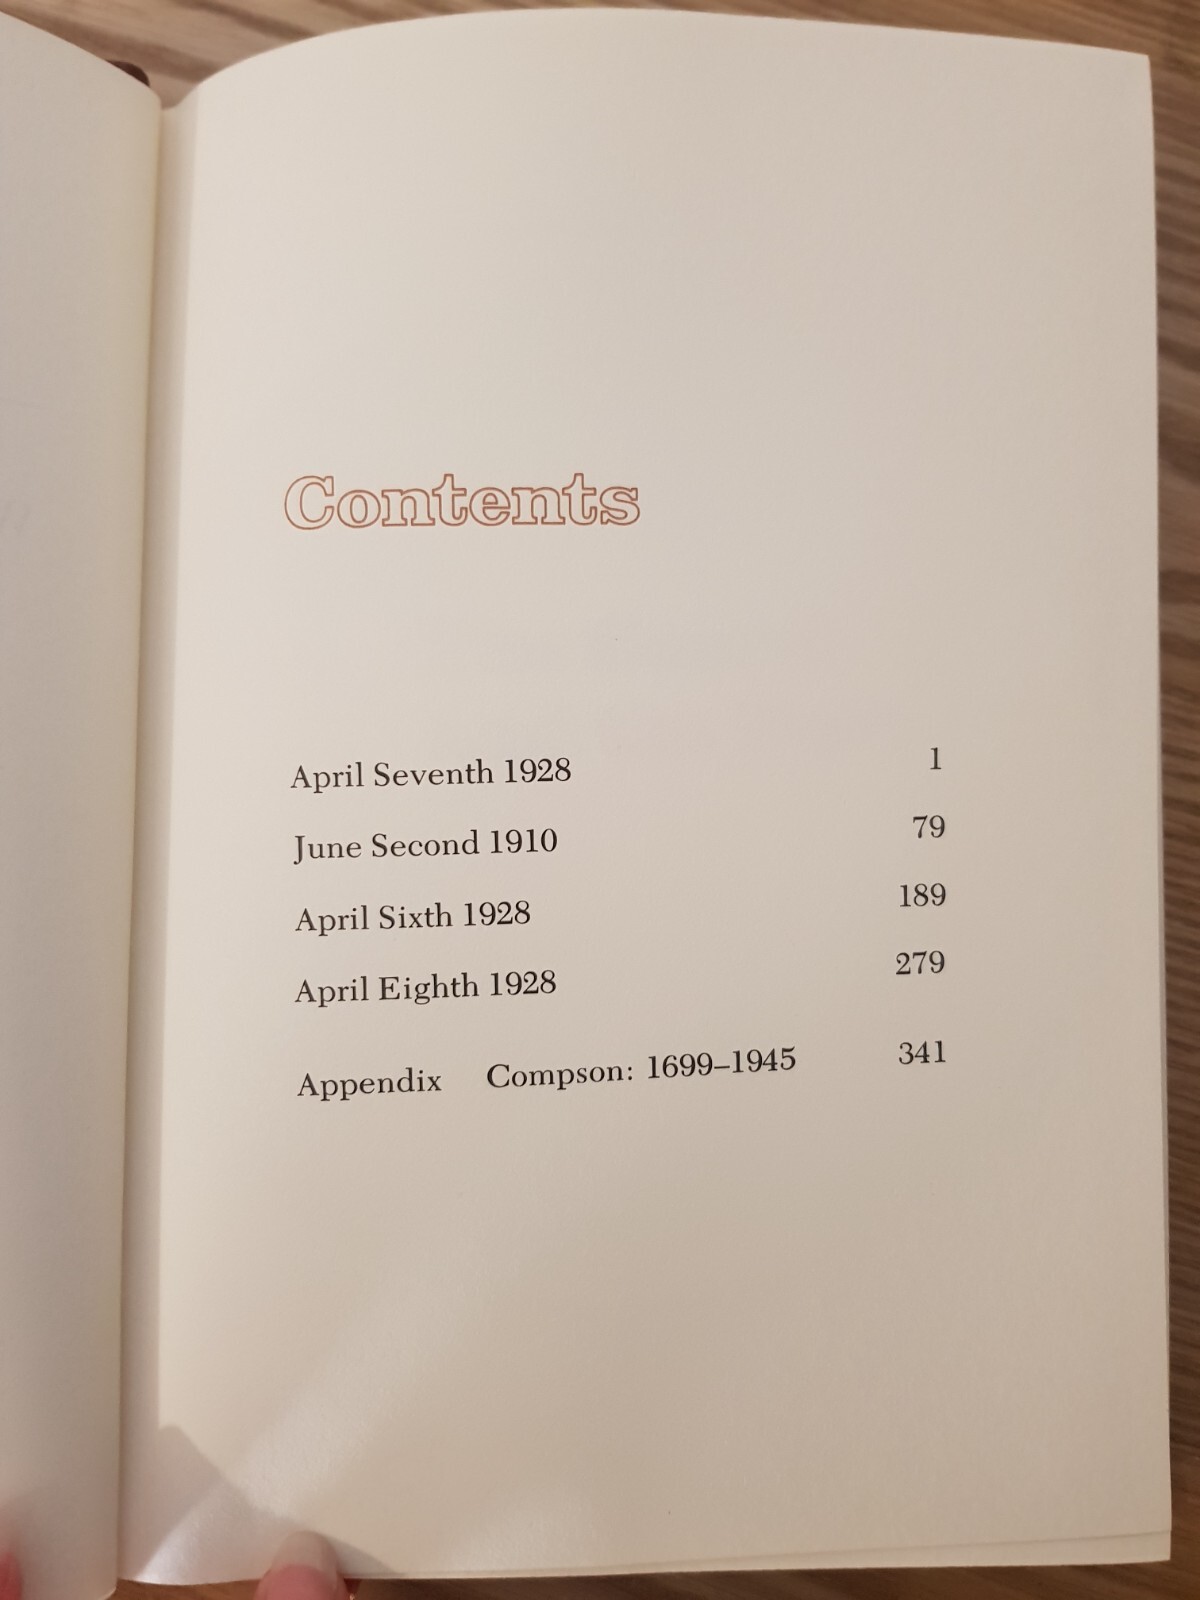 Contents
April Seventh 1928 1
June Second 1910 79
April Sixth 1928 189
April Eighth 1928 279
Appendix Compson: 1699–1945 341